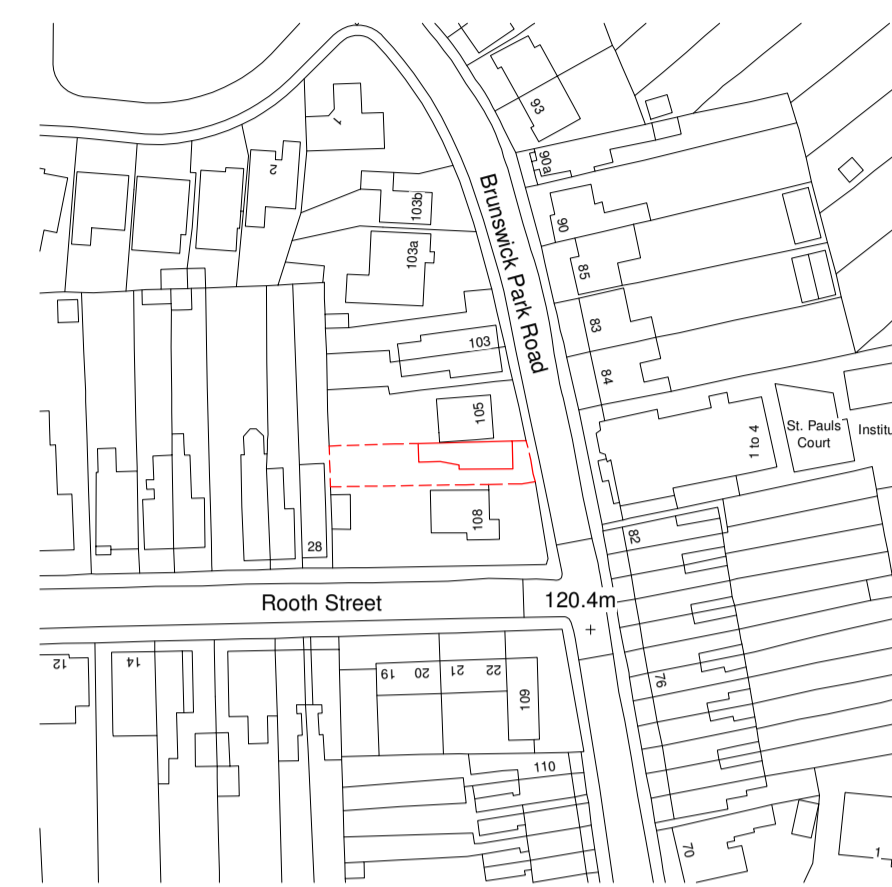 93
1
90a
2
103b
90
103a
85
Brunswick Park Road
83
103
84
105
St. Pauls
Court
1 to 4
Institu
108
82
28
Rooth Street
120.4m
12
14
19
20
21
22
109
76
110
70
1